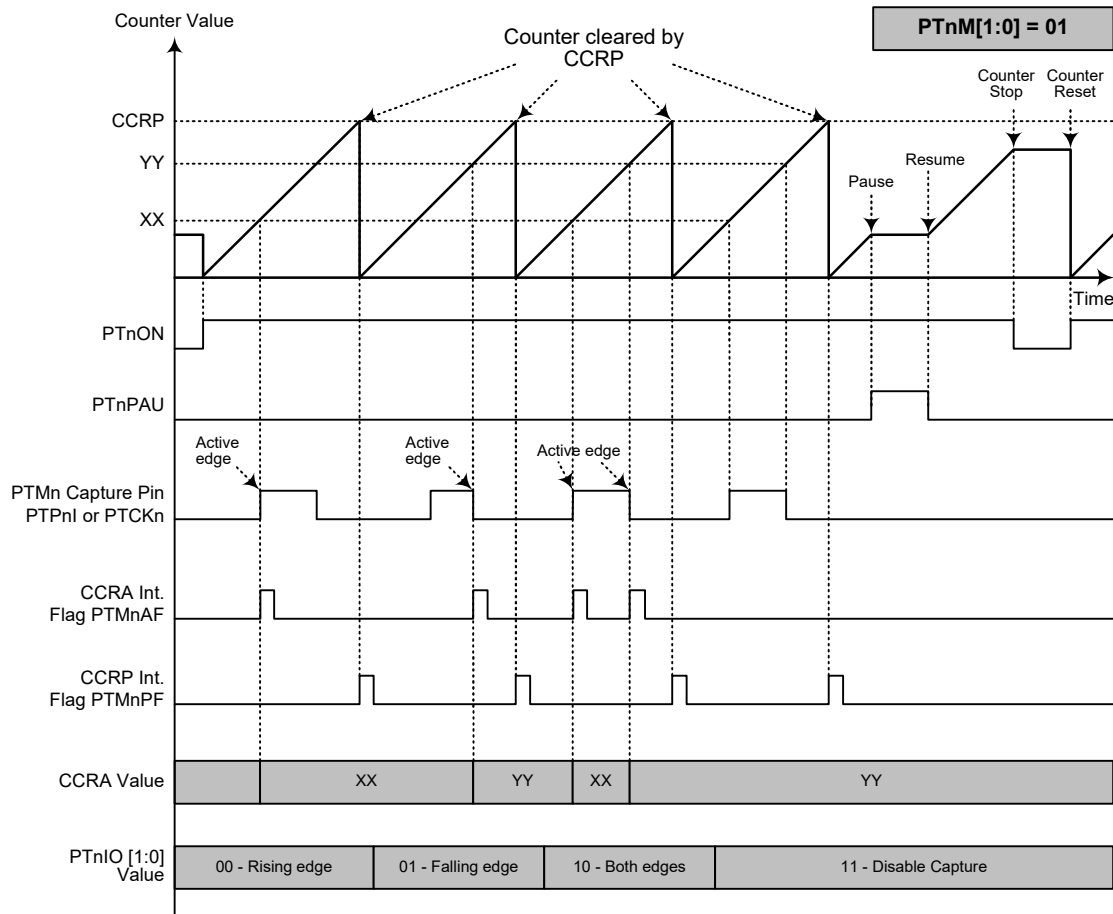 Counter Value
PTnM[1:0] = 01
Counter cleared by
CCRP
Counter
Stop
Counter
Reset
CCRP
YY
XX
Pause
Resume
Time
PTnON
PTnPAU
Active
edge
Active
edge
Active edge
PTMn Capture Pin
PTPnI or PTCKn
CCRA Int.
Flag PTMnAF
CCRP Int.
Flag PTMnPF
CCRA Value
XX
YY
XX
YY
PTnIO [1:0]
Value
00 - Rising edge
01 - Falling edge
10 - Both edges
11 - Disable Capture